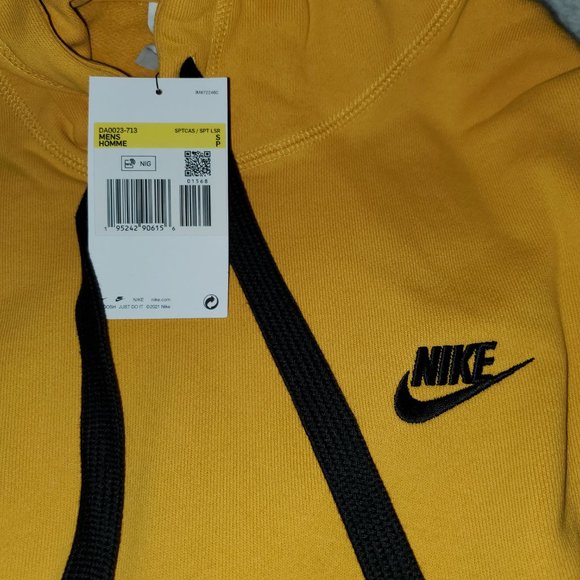 DA0023-713 SPTCAS / SPT LSR
MENS S
HOMME P
NIG
01568
1 95242 90615 6
NIKE nike.com
JUST DO IT ©2021 Nike
NIKE